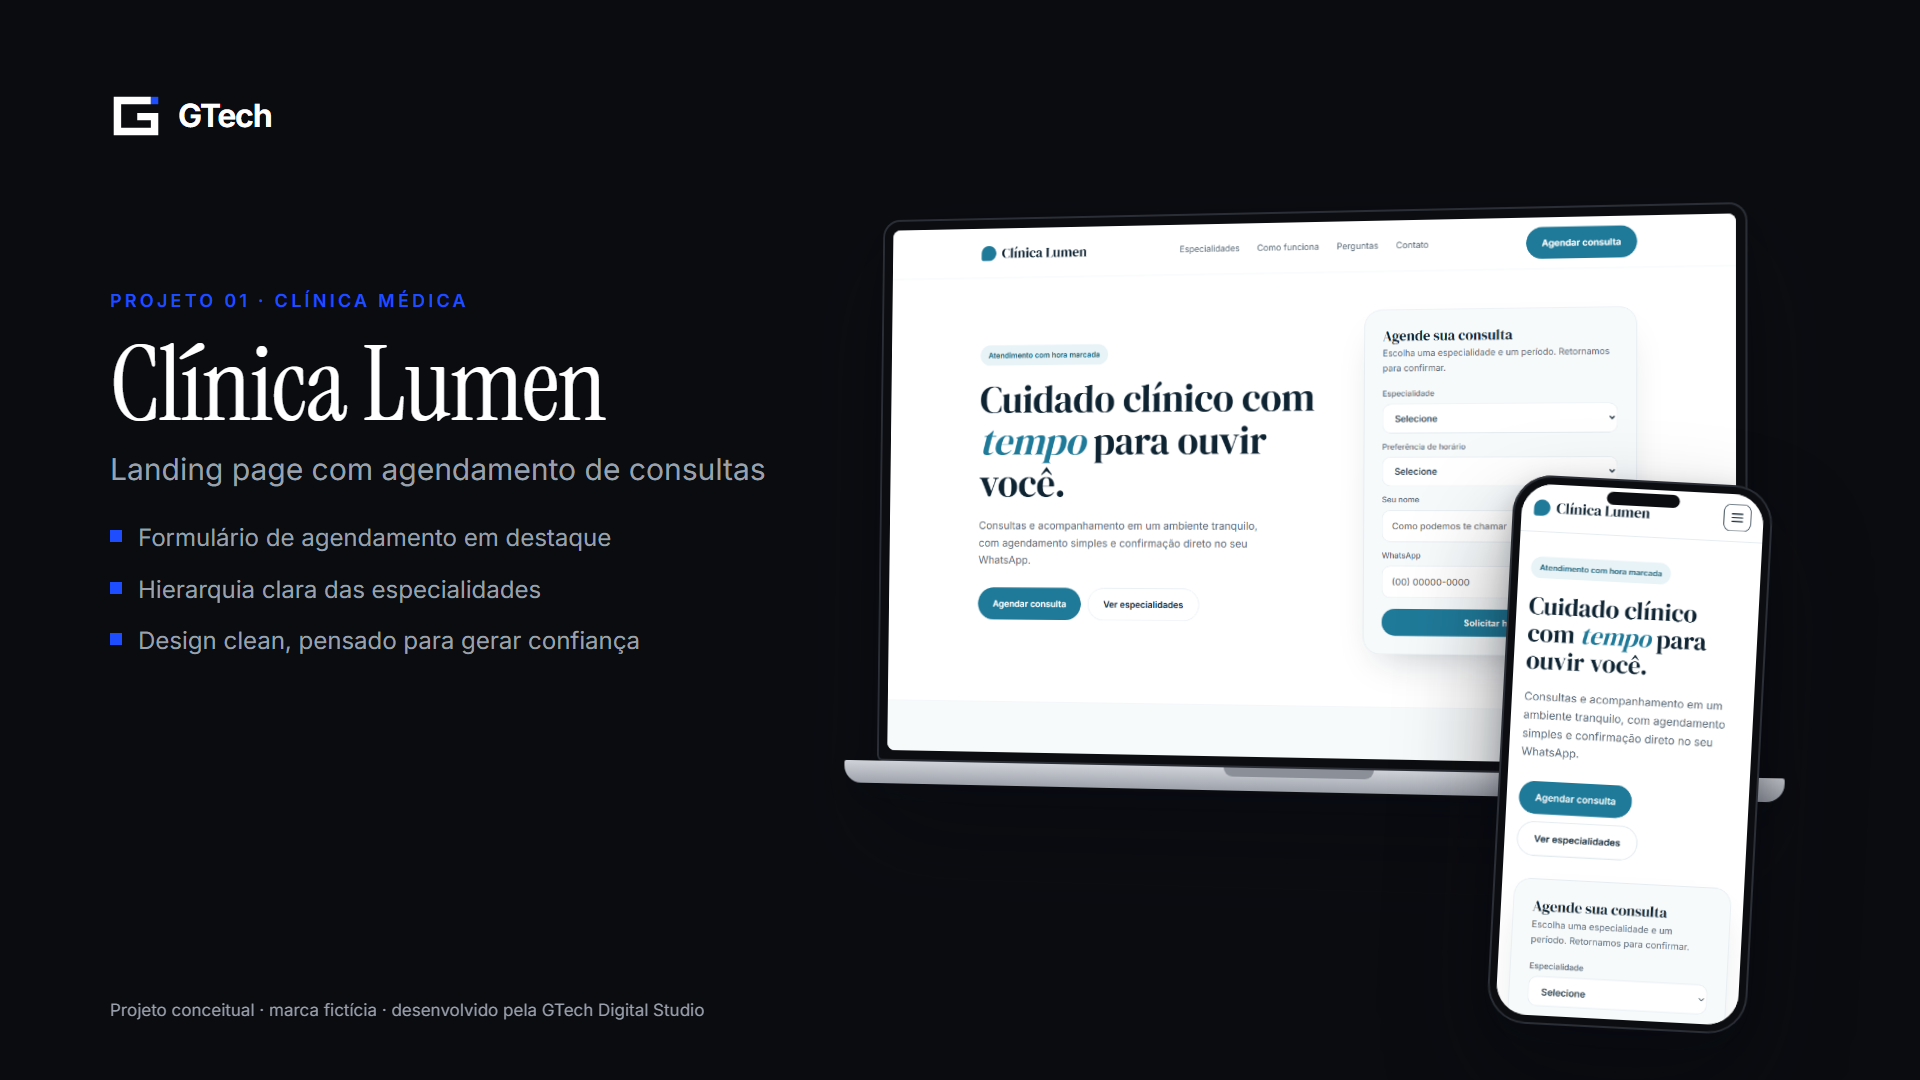 GTech
PROJETO 01 · CLÍNICA MÉDICA
Clínica Lumen
Landing page com agendamento de consultas
Formulário de agendamento em destaque
Hierarquia clara das especialidades
Design clean, pensado para gerar confiança
Projeto conceitual · marca fictícia · desenvolvido pela GTech Digital Studio
Clínica Lumen
Especialidades
Como funciona
Perguntas
Contato
Agendar consulta
Atendimento com hora marcada
Cuidado clínico com
tempo para ouvir
você.
Consultas e acompanhamento em um ambiente tranquilo,
com agendamento simples e confirmação direto no seu
WhatsApp.
Agendar consulta
Ver especialidades
Agende sua consulta
Escolha uma especialidade e um período. Retornamos
para confirmar.
Especialidade
Selecione
Preferência de horário
Selecione
Seu nome
Como podemos te chamar
WhatsApp
(00) 00000-0000
Solicitar h
Clínica Lumen
Atendimento com hora marcada
Cuidado clínico
com tempo para
ouvir você.
Consultas e acompanhamento em um
ambiente tranquilo, com agendamento
simples e confirmação direto no seu
WhatsApp.
Agendar consulta
Ver especialidades
Agende sua consulta
Escolha uma especialidade e um
período. Retornamos para confirmar.
Especialidade
Selecione